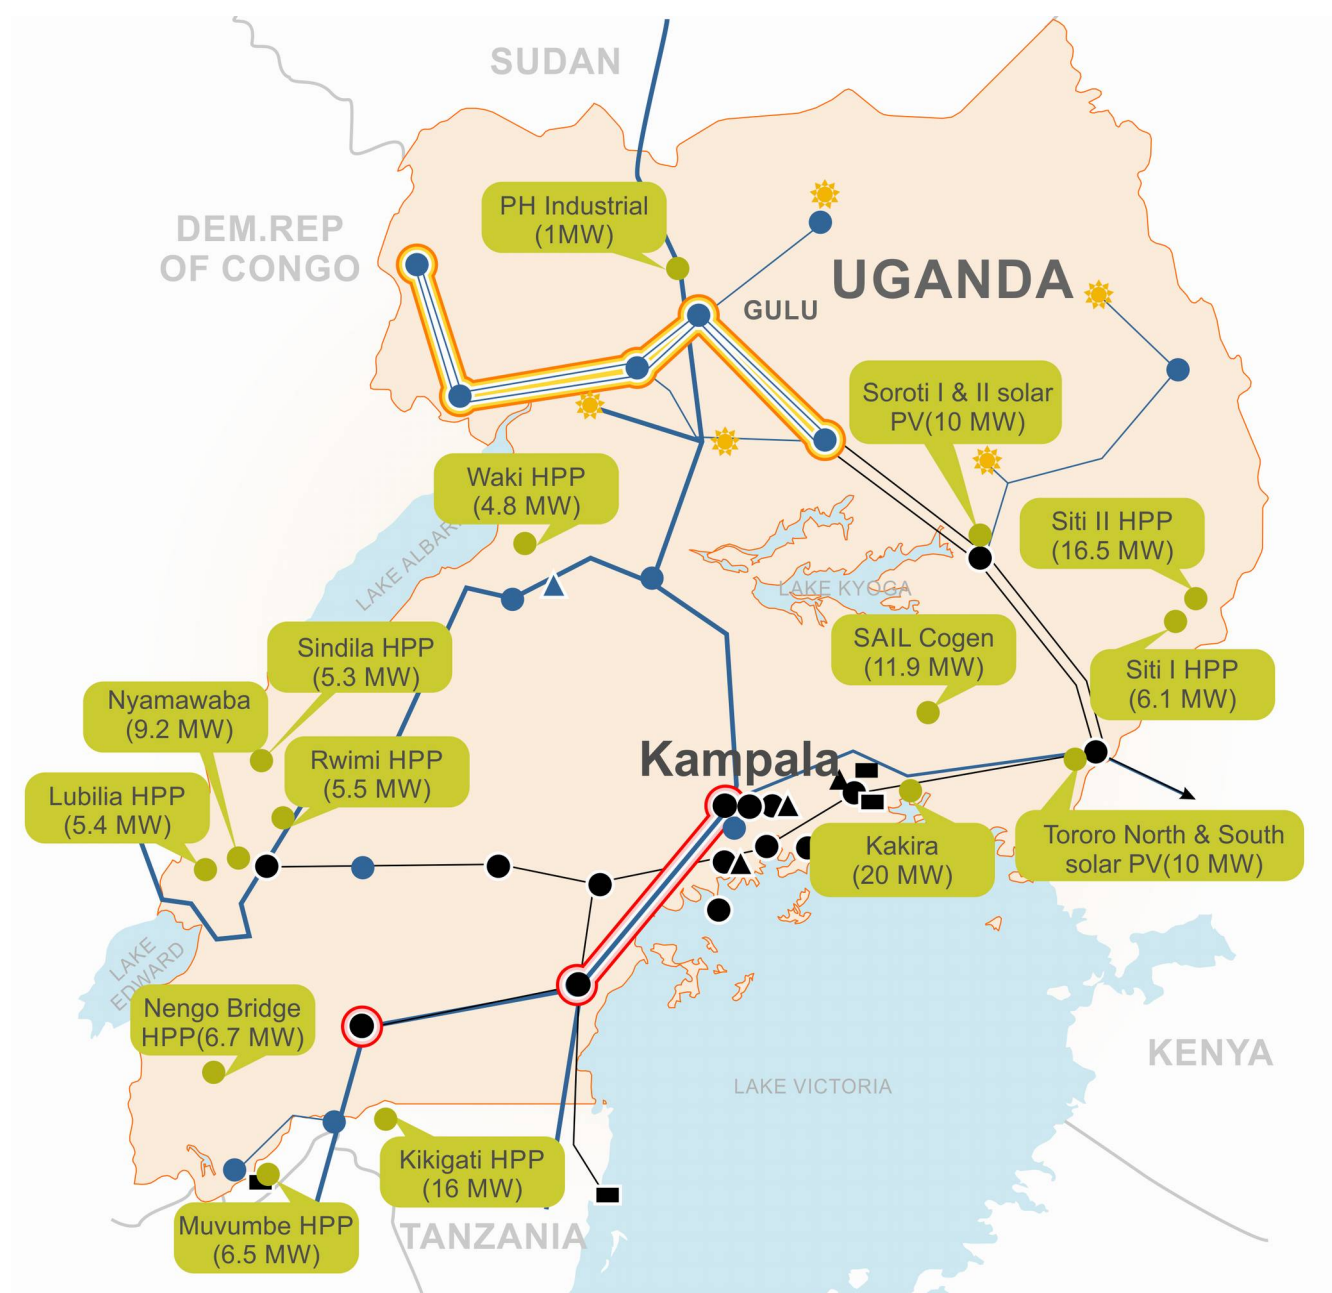 SUDAN
PH Industrial
(1MW)
DEM.REP
OF CONGO
UGANDA
GULU
Soroti I & II solar
PV(10 MW)
Waki HPP
(4.8 MW)
Siti II HPP
(16.5 MW)
LAKE ALBAR
LAKE KYOGA
Sindila HPP
(5.3 MW)
SAIL Cogen
(11.9 MW)
Siti I HPP
(6.1 MW)
Nyamawaba
(9.2 MW)
Rwimi HPP
(5.5 MW)
Kampala
Lubilia HPP
(5.4 MW)
Kakira
(20 MW)
Tororo North & South
solar PV(10 MW)
LAKE
EDWARD
Nengo Bridge
HPP(6.7 MW)
KENYA
LAKE VICTORIA
Kikigati HPP
(16 MW)
Muvumbe HPP
(6.5 MW)
TANZANIA